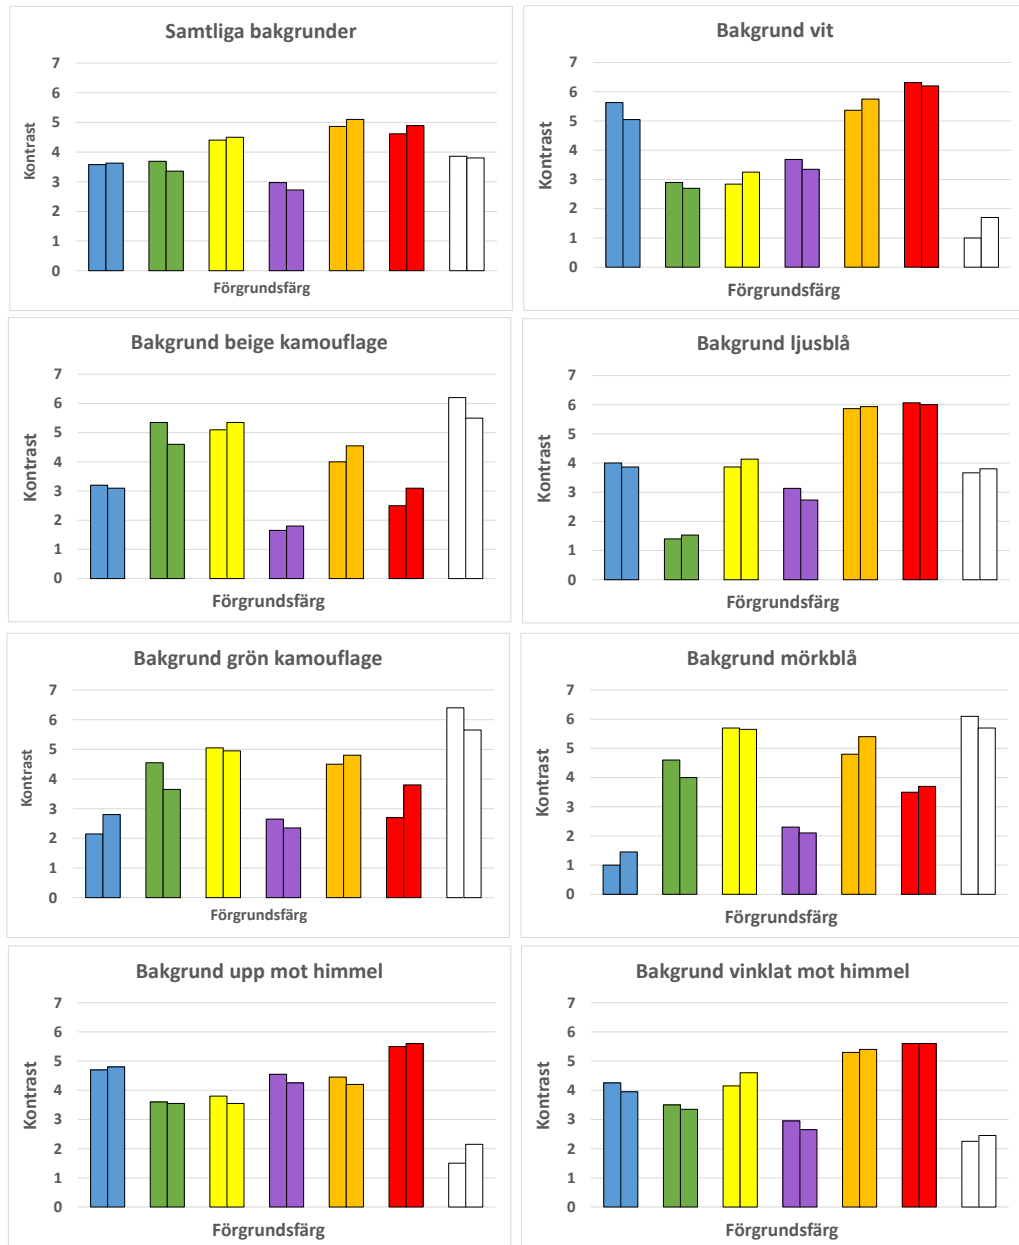 Samtliga bakgrunder
7
6
5
4
3
2
1
0
Kontrast
Förgrundsfärg
Bakgrund vit
7
6
5
4
3
2
1
0
Kontrast
Förgrundsfärg
Bakgrund beige kamouflage
7
6
5
4
3
2
1
0
Kontrast
Förgrundsfärg
Bakgrund ljusblå
7
6
5
4
3
2
1
0
Kontrast
Förgrundsfärg
Bakgrund grön kamouflage
7
6
5
4
3
2
1
0
Kontrast
Förgrundsfärg
Bakgrund mörkblå
7
6
5
4
3
2
1
0
Kontrast
Förgrundsfärg
Bakgrund upp mot himmel
7
6
5
4
3
2
1
0
Kontrast
Förgrundsfärg
Bakgrund vinklat mot himmel
7
6
5
4
3
2
1
0
Kontrast
Förgrundsfärg